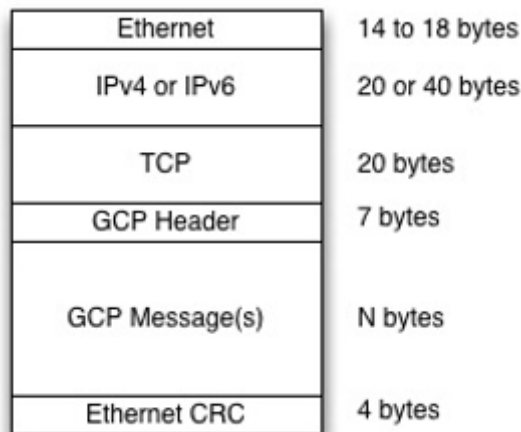 Ethernet 14 to 18 bytes
IPv4 or IPv6 20 or 40 bytes
TCP 20 bytes
GCP Header 7 bytes
GCP Message(s) N bytes
Ethernet CRC 4 bytes